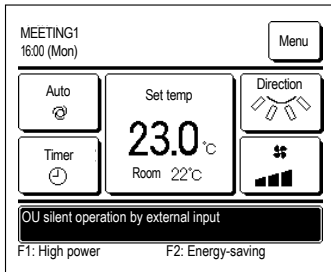 MEETING1
16:00 (Mon)
Menu
Auto
Set temp
Direction
23.0 °C
Timer
Room 22°C
OU silent operation by external input
F1: High power F2: Energy-saving